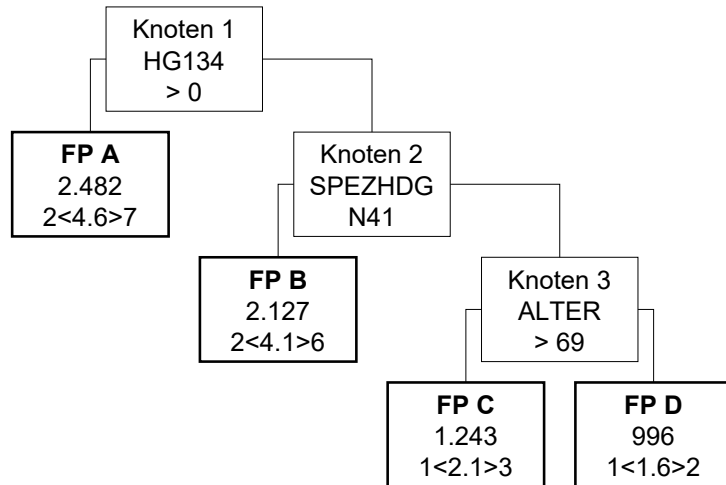 Knoten 1
HG134
> 0
FP A
2.482
2<4.6>7
Knoten 2
SPEZHDG
N41
FP B
2.127
2<4.1>6
Knoten 3
ALTER
> 69
FP C
1.243
1<2.1>3
FP D
996
1<1.6>2